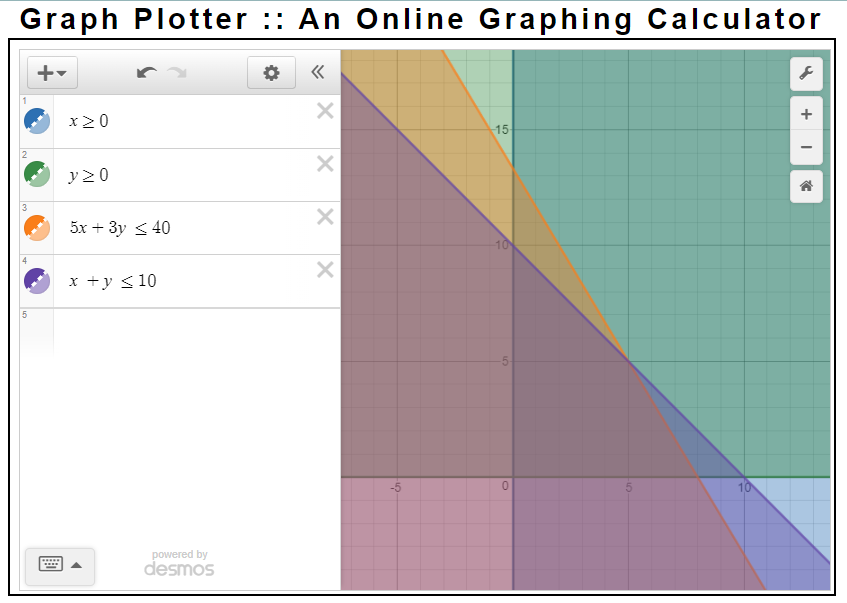 Graph Plotter :: An Online Graphing Calculator
1
x ≥ 0
2
y ≥ 0
3
5x + 3y ≤ 40
4
x + y ≤ 10
5
powered by
desmos
15
10
5
-5
0
5
10